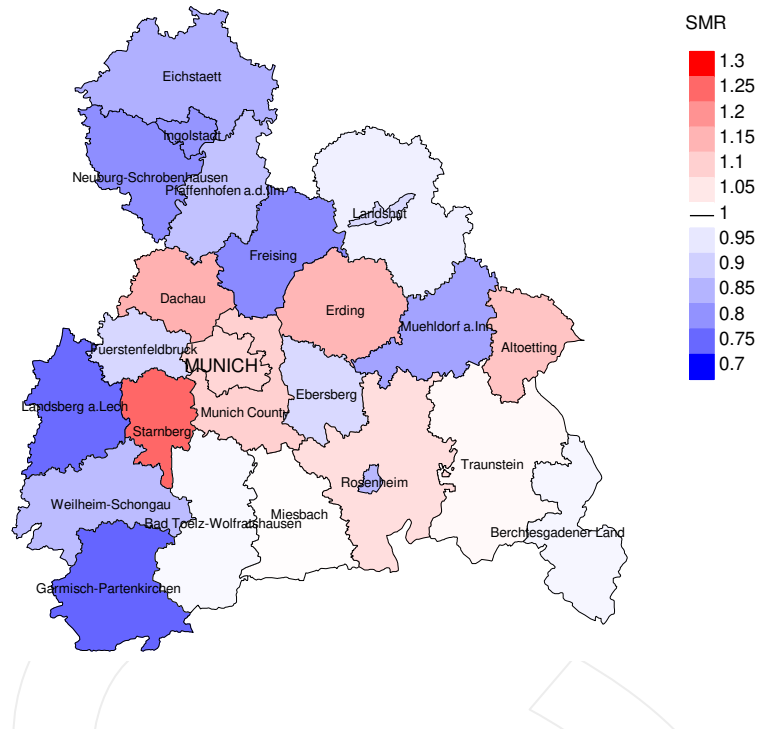 SMR
1.3
1.25
1.2
1.15
1.1
1.05
1
0.95
0.9
0.85
0.8
0.75
0.7
Eichstaett
Ingolstadt
Neuburg-Schrobenhausen
Pfaffenhofen a.d.Ilm
Landshut
Freising
Dachau
Erding
Muehldorf a.Inn
Altoetting
Fuerstenfeldbruck
MUNICH
Ebersberg
Landsberg a.Lech
Munich County
Starnberg
Traunstein
Rosenheim
Weilheim-Schongau
Miesbach
Bad Toelz-Wolfratshausen
Berchtesgadener Land
Garmisch-Partenkirchen